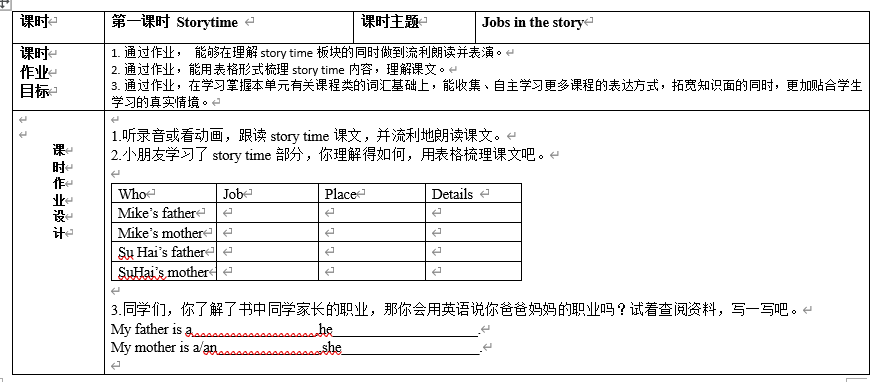 课时 第一课时 Storytime 课时主题 Jobs in the story
课时
作业
目标
1. 通过作业， 能够在理解 story time 板块的同时做到流利朗读并表演。
2. 通过作业，能用表格形式梳理 story time 内容，理解课文。
3. 通过作业，在学习掌握本单元有关课程类的词汇基础上，能收集、自主学习更多课程的表达方式，拓宽知识面的同时，更加贴合学生
学习的真实情境。
课
时
作
业
设
计
1.听录音或看动画，跟读 story time 课文，并流利地朗读课文。
2.小朋友学习了 story time 部分，你理解得如何，用表格梳理课文吧。
Who Job Place Details
Mike’s father
Mike’s mother
Su Hai’s father
SuHai’s mother
3.同学们，你了解了书中同学家长的职业，那你会用英语说你爸爸妈妈的职业吗？试着查阅资料，写一写吧。
My father is a__________________,he_____________________.
My mother is a/an_______________,she____________________.